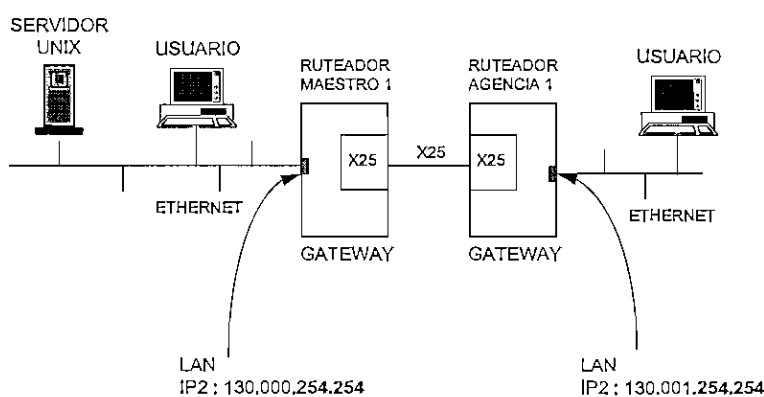 SERVIDOR
UNIX
USUARIO
RUTEADOR
MAESTRO 1
RUTEADOR
AGENCIA 1
USUARIO
X25
X25
X25
ETHERNET
ETHERNET
GATEWAY
GATEWAY
LAN
IP2 : 130.000.254.254
LAN
IP2 : 130.001.254.254